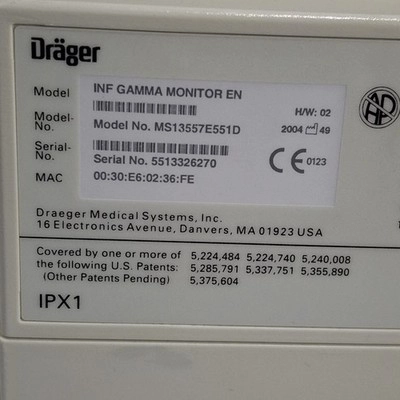 Dräger
Model INF GAMMA MONITOR EN
H/W: 02
Model-No. Model No. MS13557E551D 2004 49
Serial-No. Serial No. 5513326270
CE 0123
MAC 00:30:E6:02:36:FE
Draeger Medical Systems, Inc.
16 Electronics Avenue, Danvers, MA 01923 USA
Covered by one or more of 5,224,484 5,224,740 5,240,008
the following U.S. Patents: 5,285,791 5,337,751 5,355,890
(Other Patents Pending) 5,375,604
IPX1